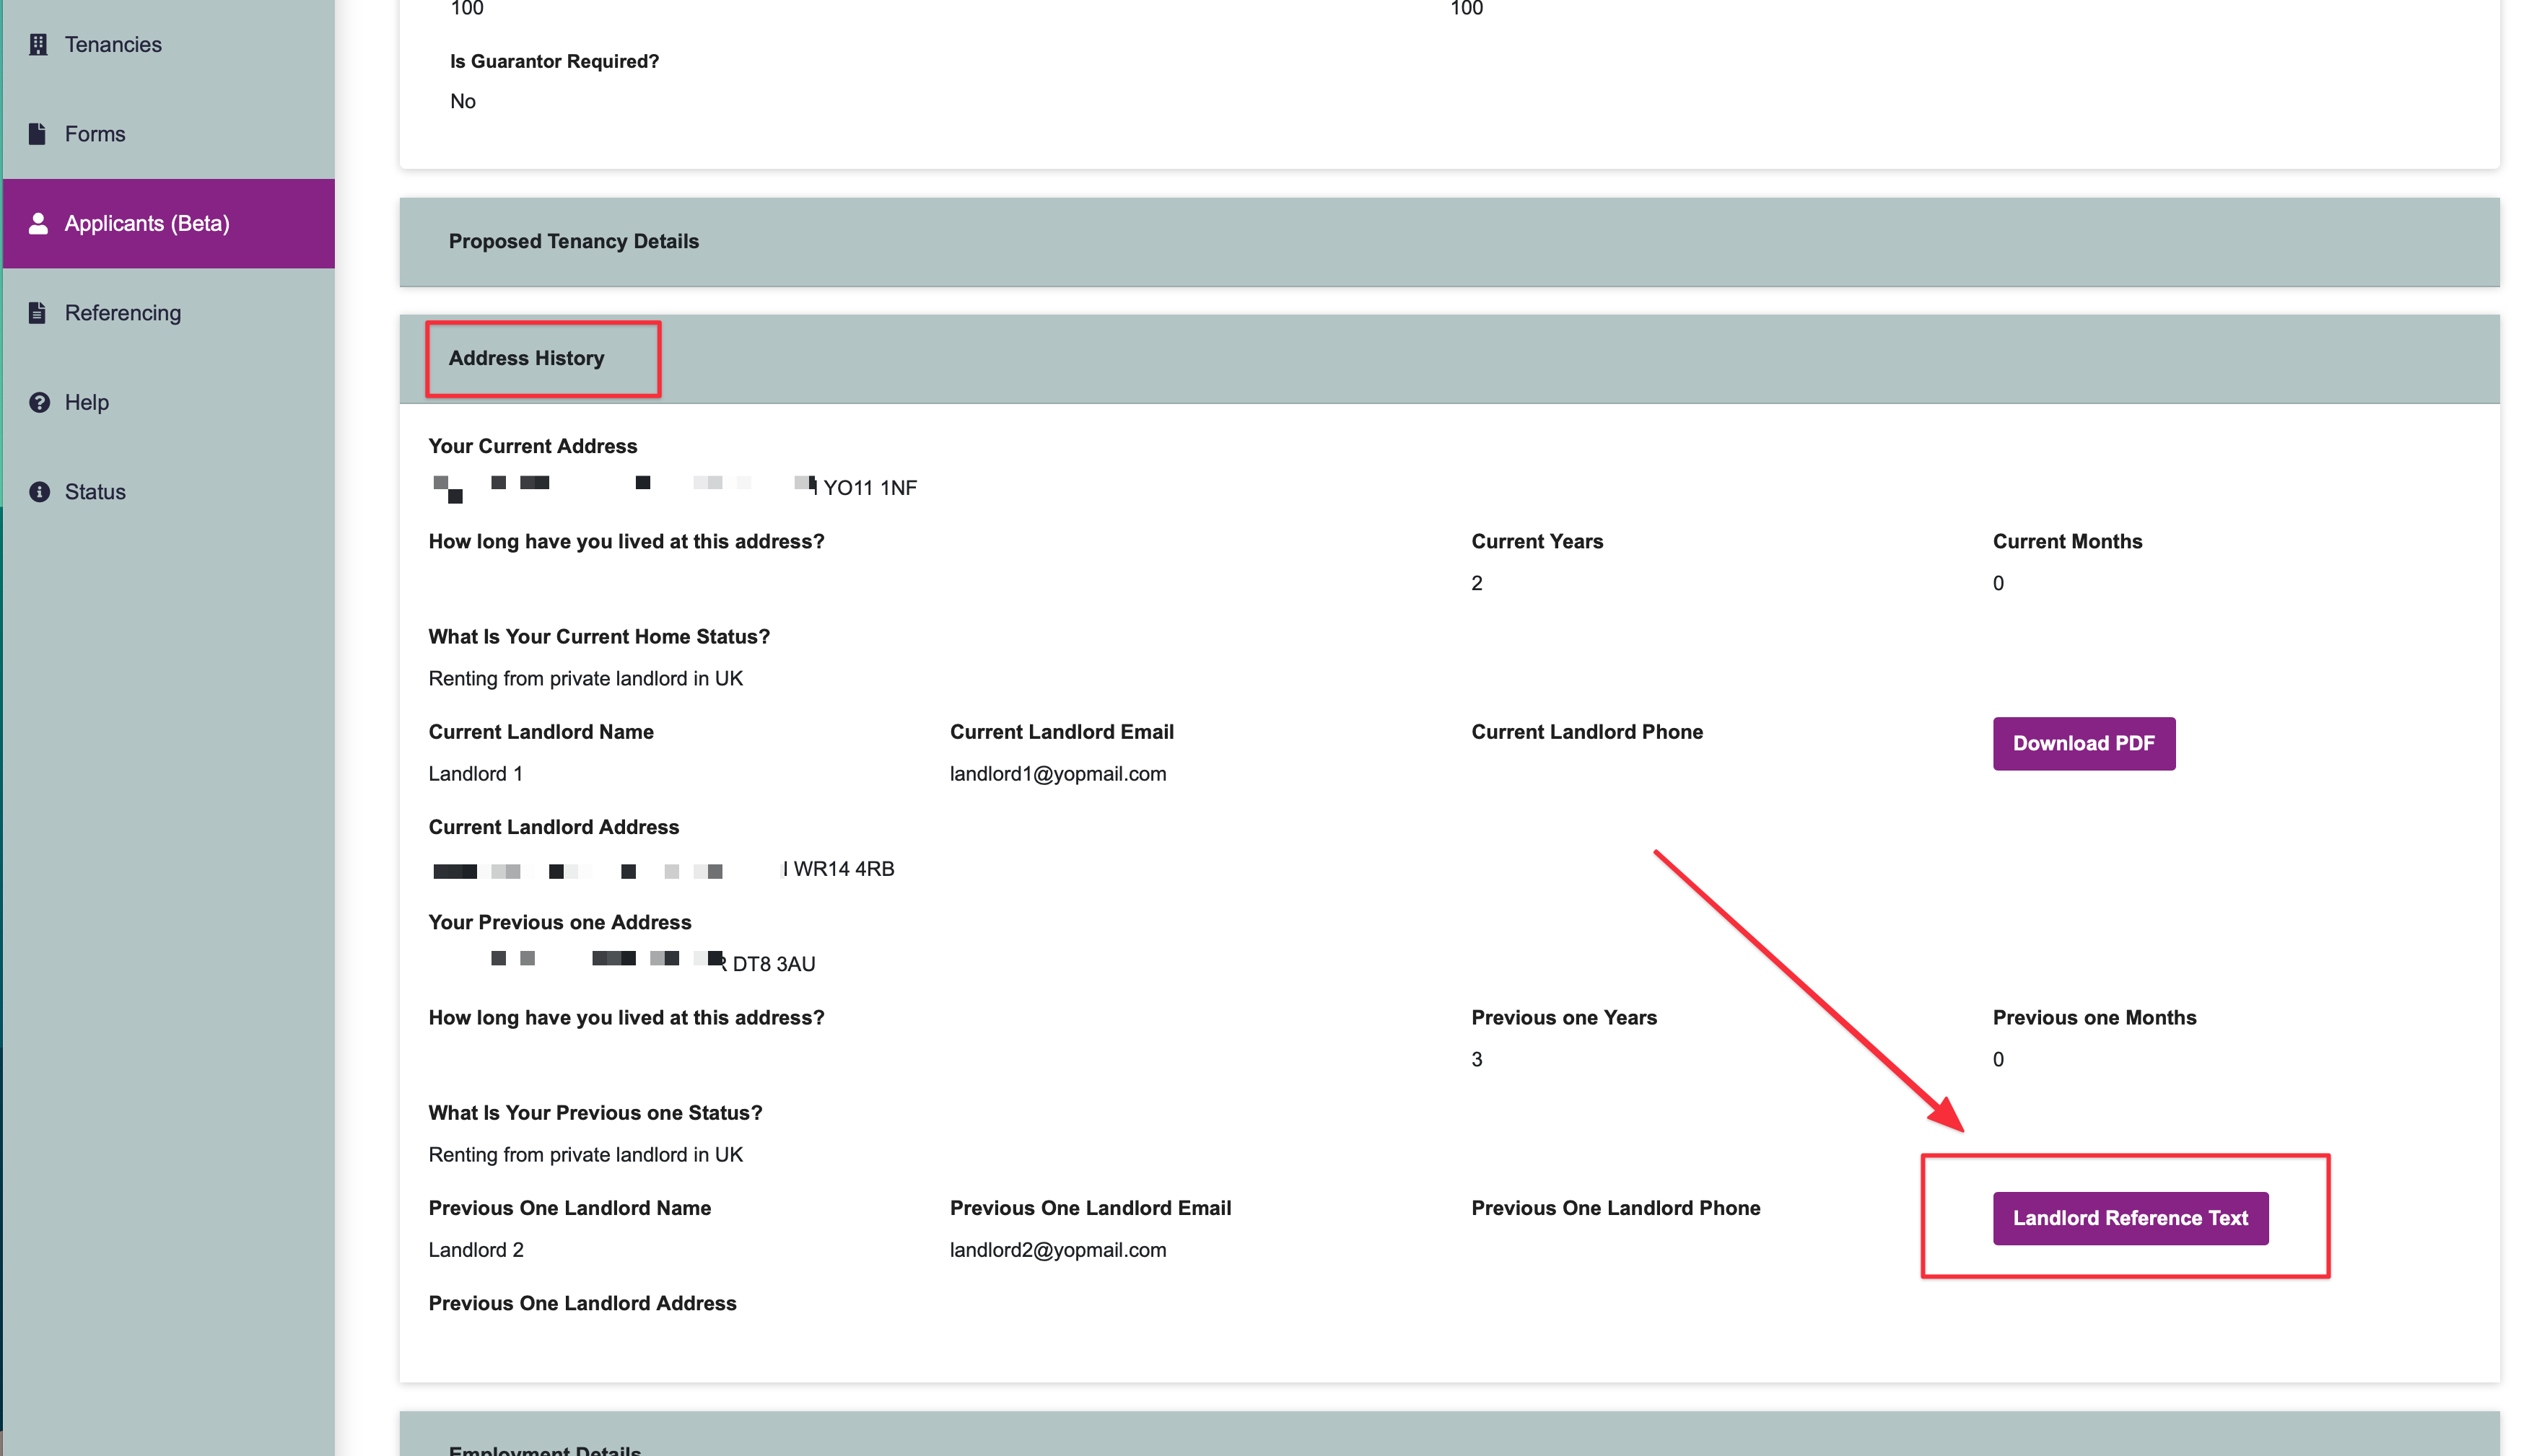 100 100
Tenancies
Is Guarantor Required?
No
Forms
Applicants (Beta)
Proposed Tenancy Details
Referencing
Address History
Help
Your Current Address
YO11 1NF
Status
How long have you lived at this address? Current Years Current Months
2 0
What Is Your Current Home Status?
Renting from private landlord in UK
Current Landlord Name Current Landlord Email Current Landlord Phone Download PDF
Landlord 1 landlord1@yopmail.com
Current Landlord Address
WR14 4RB
Your Previous one Address
DT8 3AU
How long have you lived at this address? Previous one Years Previous one Months
3 0
What Is Your Previous one Status?
Renting from private landlord in UK
Previous One Landlord Name Previous One Landlord Email Previous One Landlord Phone Landlord Reference Text
Landlord 2 landlord2@yopmail.com
Previous One Landlord Address
Employment Details